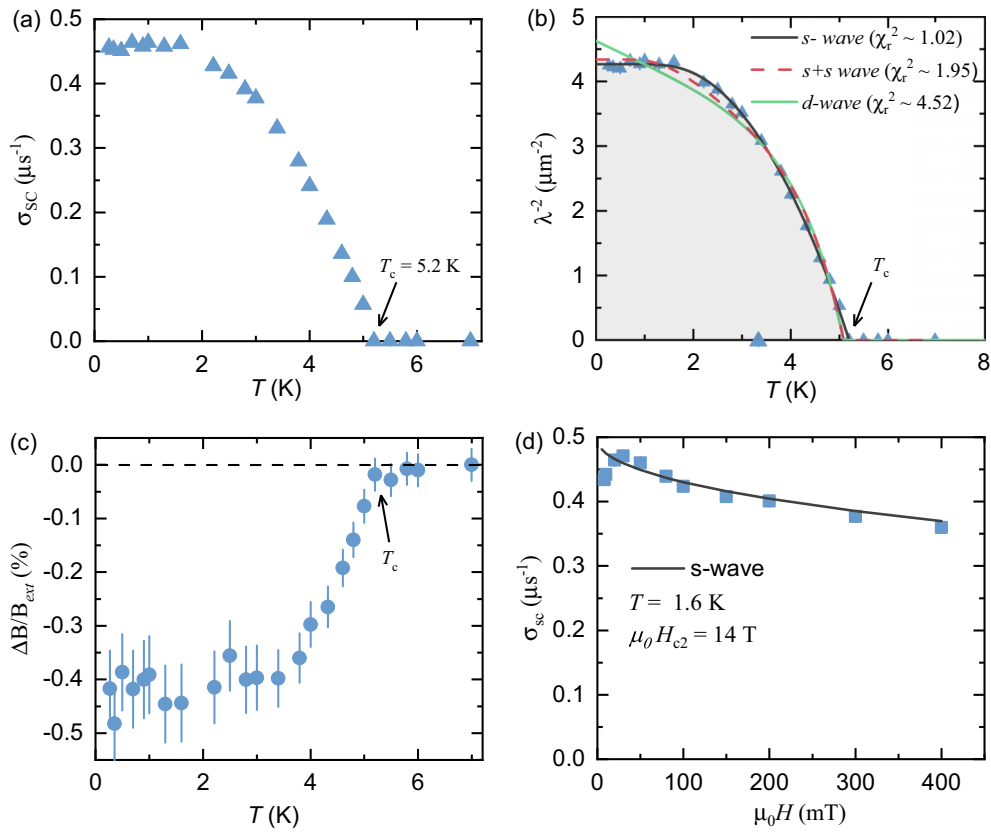 (a)
0.5
0.4
0.3
0.2
0.1
0.0
σSC (μs-1)
Tc = 5.2 K
0 2 4 6
T (K)
(b)
5
4
3
2
1
0
λ-2 (μm-2)
s- wave (χr2 ~ 1.02)
s+s wave (χr2 ~ 1.95)
d-wave (χr2 ~ 4.52)
Tc
0 2 4 6 8
T (K)
(c)
0.0
-0.1
-0.2
-0.3
-0.4
-0.5
ΔB/Bext (%)
Tc
0 2 4 6
T (K)
(d)
0.5
0.4
0.3
0.2
0.1
0.0
σsc (μs-1)
s-wave
T = 1.6 K
μ0 Hc2 = 14 T
0 100 200 300 400
μ0H (mT)